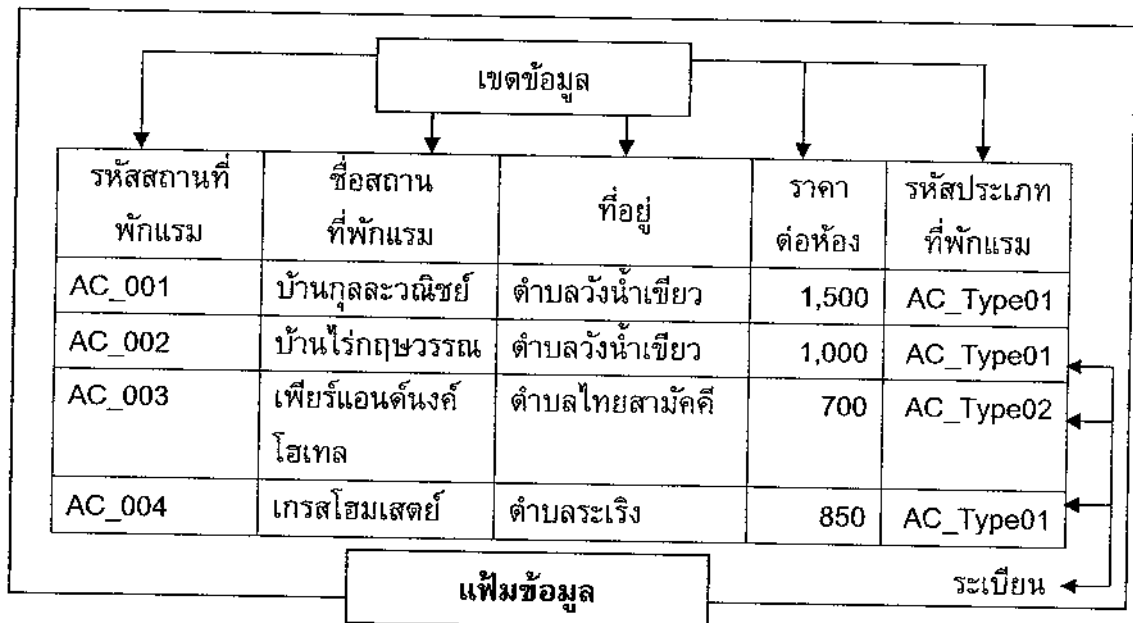 เขตข้อมูล
รหัสสถานที่ ชื่อสถาน ที่อยู่ ราคา รหัสประเภท
พักแรม ที่พักแรม ต่อห้อง ที่พักแรม
AC_001 บ้านกุลละวณิชย์ ตำบลวังน้ำเขียว 1,500 AC_Type01
AC_002 บ้านไร่กฤษวรรณ ตำบลวังน้ำเขียว 1,000 AC_Type01
AC_003 เพียร์แอนด์นงค์ ตำบลไทยสามัคคี 700 AC_Type02
โฮเทล
AC_004 เกรสโฮมเสตย์ ตำบลระเริง 850 AC_Type01
ระเบียน
แฟ้มข้อมูล